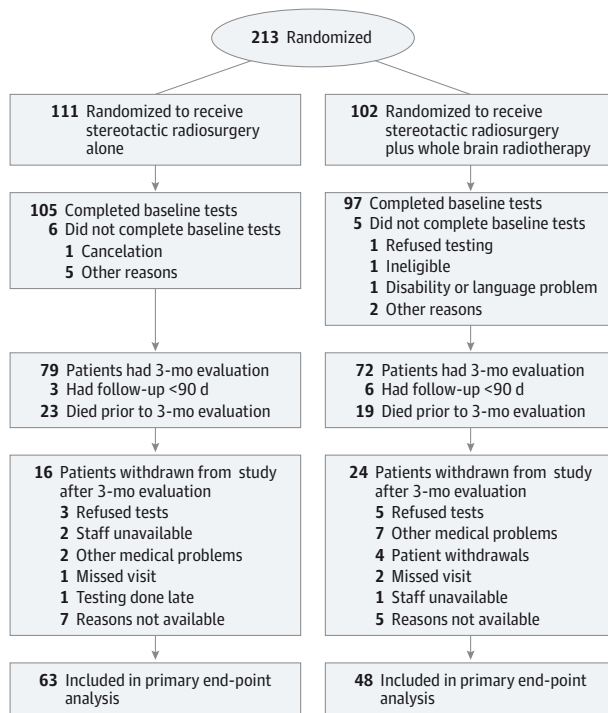 213 Randomized
111 Randomized to receive
stereotactic radiosurgery
alone
102 Randomized to receive
stereotactic radiosurgery
plus whole brain radiotherapy
105 Completed baseline tests
6 Did not complete baseline tests
1 Cancelation
5 Other reasons
97 Completed baseline tests
5 Did not complete baseline tests
1 Refused testing
1 Ineligible
1 Disability or language problem
2 Other reasons
79 Patients had 3-mo evaluation
3 Had follow-up <90 d
23 Died prior to 3-mo evaluation
72 Patients had 3-mo evaluation
6 Had follow-up <90 d
19 Died prior to 3-mo evaluation
16 Patients withdrawn from study
after 3-mo evaluation
3 Refused tests
2 Staff unavailable
2 Other medical problems
1 Missed visit
1 Testing done late
7 Reasons not available
24 Patients withdrawn from study
after 3-mo evaluation
5 Refused tests
7 Other medical problems
4 Patient withdrawals
2 Missed visit
1 Staff unavailable
5 Reasons not available
63 Included in primary end-point
analysis
48 Included in primary end-point
analysis